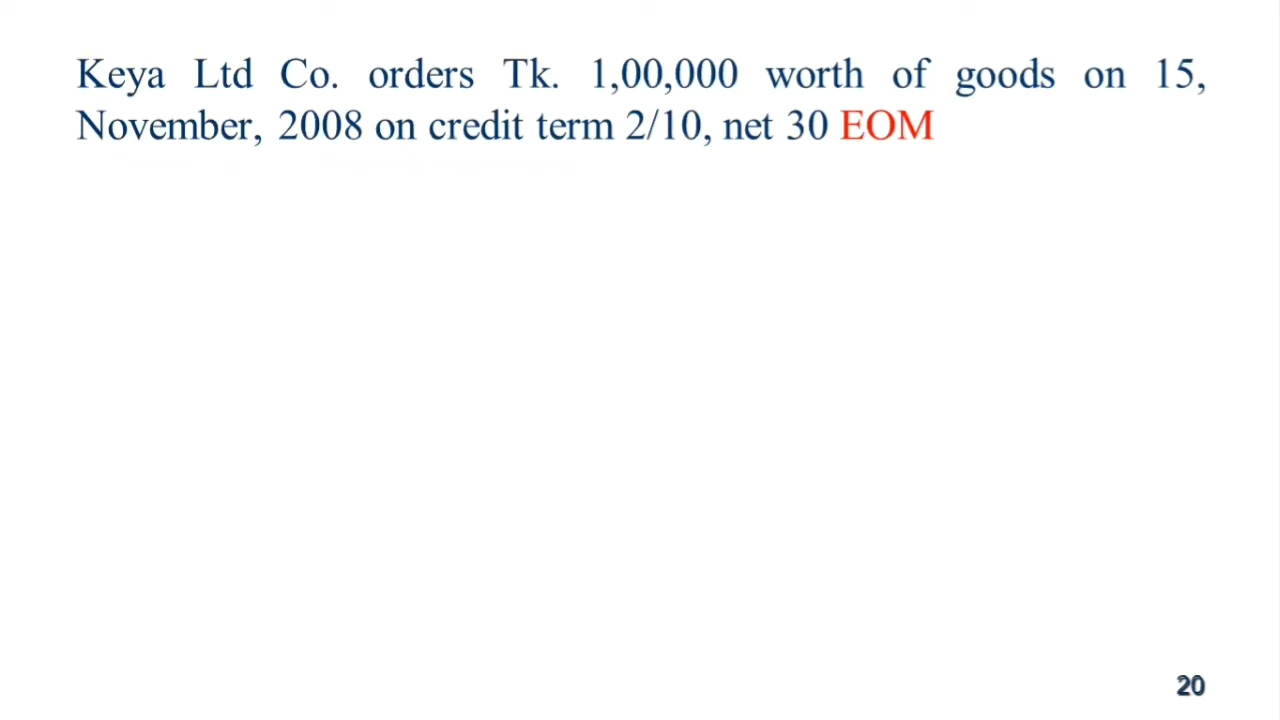 Keya Ltd Co. orders Tk. 1,00,000 worth of goods on 15,
November, 2008 on credit term 2/10, net 30 EOM
20